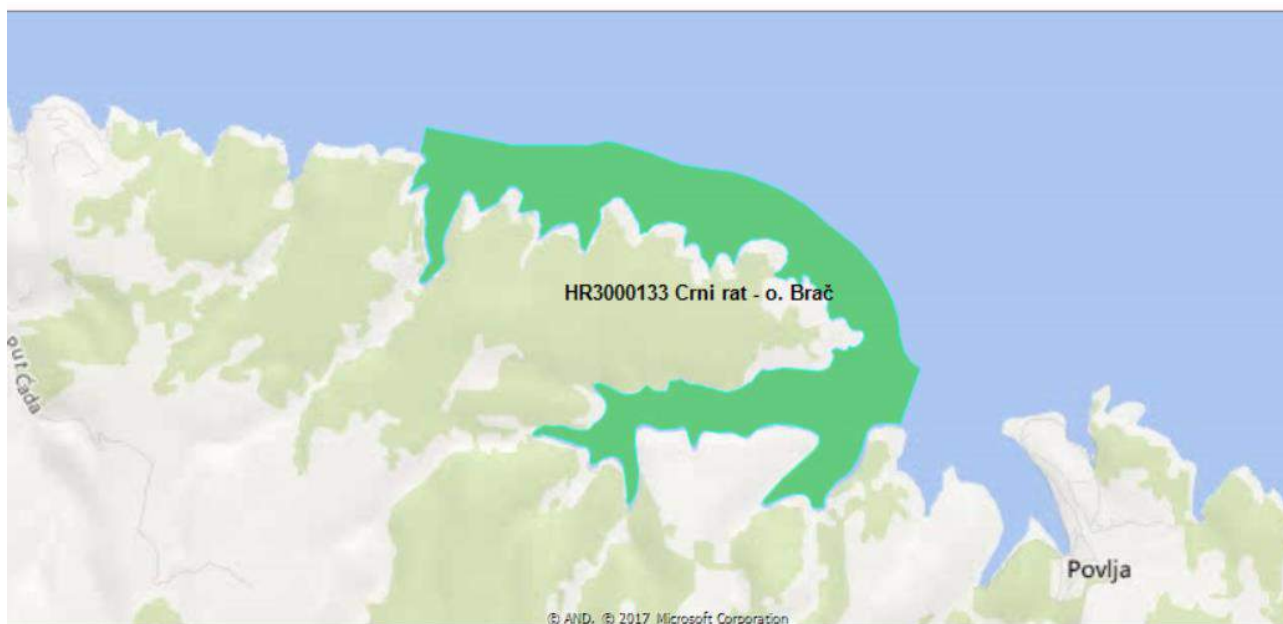 HR3000133 Crni rat - o. Brač
put Čada
Povlja
© AND, © 2017 Microsoft Corporation